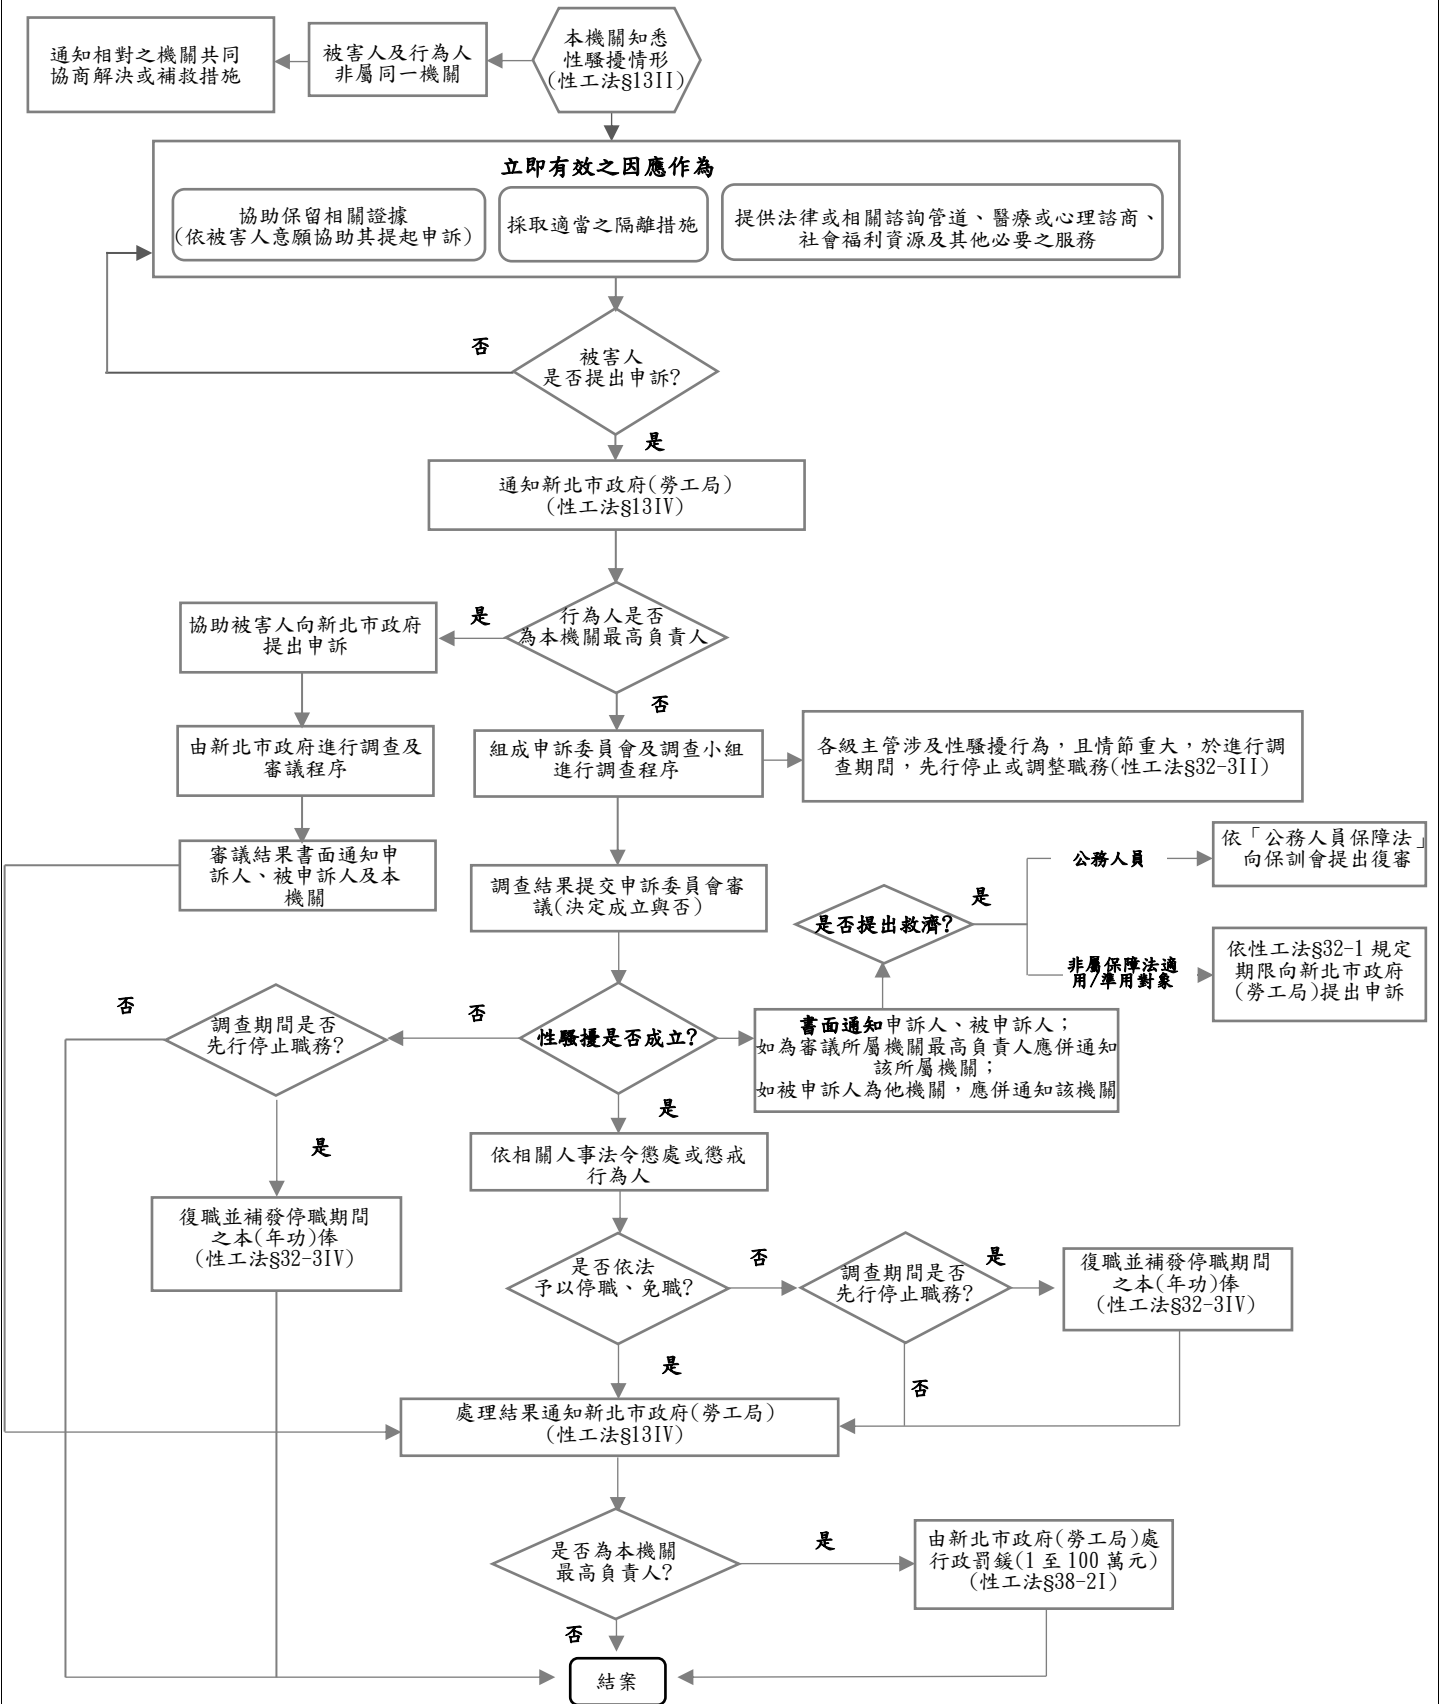 本機關知悉
性騷擾情形
(性工法§13II)
被害人及行為人
非屬同一機關
通知相對之機關共同
協商解決或補救措施
立即有效之因應作為
協助保留相關證據
(依被害人意願協助其提起申訴)
採取適當之隔離措施
提供法律或相關諮詢管道、醫療或心理諮商、
社會福利資源及其他必要之服務
否
被害人
是否提出申訴?
是
通知新北市政府(勞工局)
(性工法§13IV)
行為人是否
為本機關最高負責人
是
協助被害人向新北市政府
提出申訴
否
由新北市政府進行調查及
審議程序
組成申訴委員會及調查小組
進行調查程序
各級主管涉及性騷擾行為，且情節重大，於進行調
查期間，先行停止或調整職務(性工法§32-3II)
審議結果書面通知申
訴人、被申訴人及本
機關
調查結果提交申訴委員會審
議(決定成立與否)
是否提出救濟?
是
公務人員
依「公務人員保障法」
向保訓會提出復審
非屬保障法適
用/準用對象
依性工法§32-1 規定
期限向新北市政府
(勞工局)提出申訴
否
調查期間是否
先行停止職務?
否
性騷擾是否成立?
書面通知申訴人、被申訴人；
如為審議所屬機關最高負責人應併通知
該所屬機關；
如被申訴人為他機關，應併通知該機關
是
是
依相關人事法令懲處或懲戒
行為人
復職並補發停職期間
之本(年功)俸
(性工法§32-3IV)
是否依法
予以停職、免職?
否
調查期間是否
先行停止職務?
是
復職並補發停職期間
之本(年功)俸
(性工法§32-3IV)
是
否
處理結果通知新北市政府(勞工局)
(性工法§13IV)
是否為本機關
最高負責人?
是
由新北市政府(勞工局)處
行政罰鍰(1 至 100 萬元)
(性工法§38-2I)
否
結案